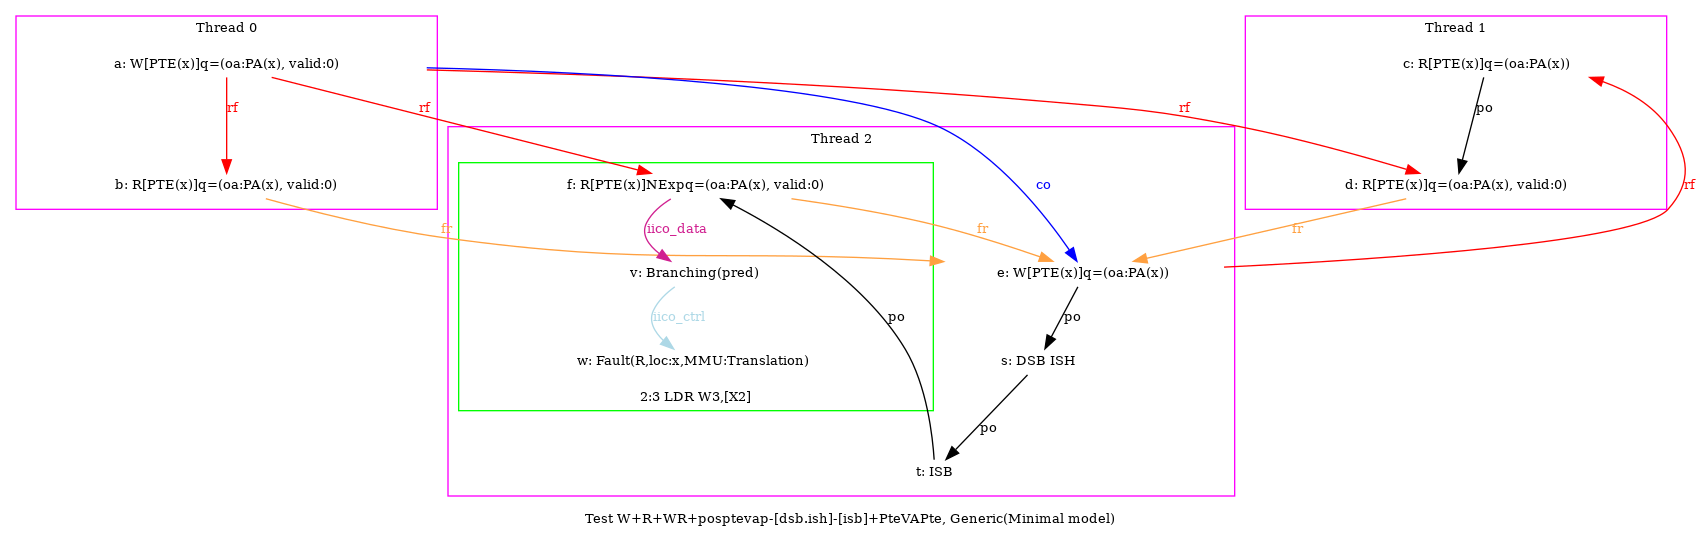 Thread 0
Thread 1
a: W[PTE(x)]q=(oa:PA(x), valid:0)
c: R[PTE(x)]q=(oa:PA(x))
rf
rf
rf
po
Thread 2
b: R[PTE(x)]q=(oa:PA(x), valid:0)
f: R[PTE(x)]NExpq=(oa:PA(x), valid:0)
co
d: R[PTE(x)]q=(oa:PA(x), valid:0)
rf
fr
iico_data
fr
fr
v: Branching(pred)
e: W[PTE(x)]q=(oa:PA(x))
iico_ctrl
po
po
w: Fault(R,loc:x,MMU:Translation)
s: DSB ISH
2:3 LDR W3,[X2]
po
t: ISB
Test W+R+WR+posptevap-[dsb.ish]-[isb]+PteVAPte, Generic(Minimal model)